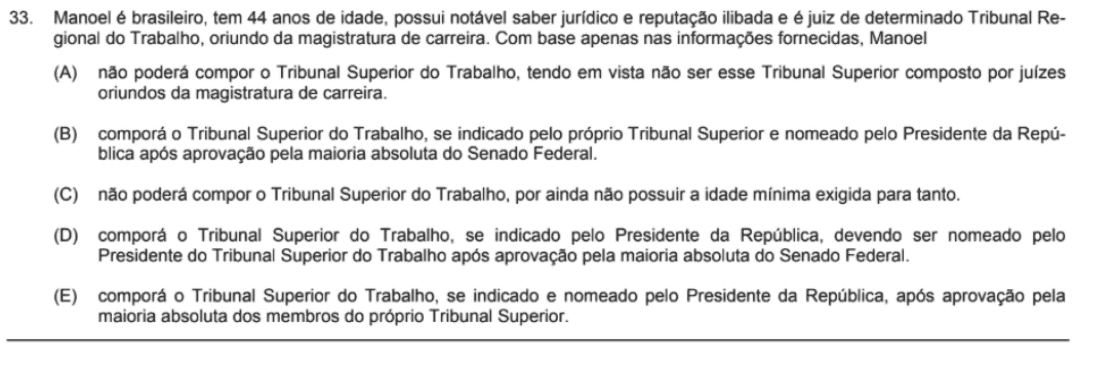 33. Manoel é brasileiro, tem 44 anos de idade, possui notável saber jurídico e reputação ilibada e é juiz de determinado Tribunal Re-
gional do Trabalho, oriundo da magistratura de carreira. Com base apenas nas informações fornecidas, Manoel
(A) não poderá compor o Tribunal Superior do Trabalho, tendo em vista não ser esse Tribunal Superior composto por juízes
oriundos da magistratura de carreira.
(B) comporá o Tribunal Superior do Trabalho, se indicado pelo próprio Tribunal Superior e nomeado pelo Presidente da Repú-
blica após aprovação pela maioria absoluta do Senado Federal.
(C) não poderá compor o Tribunal Superior do Trabalho, por ainda não possuir a idade mínima exigida para tanto.
(D) comporá o Tribunal Superior do Trabalho, se indicado pelo Presidente da República, devendo ser nomeado pelo
Presidente do Tribunal Superior do Trabalho após aprovação pela maioria absoluta do Senado Federal.
(E) comporá o Tribunal Superior do Trabalho, se indicado e nomeado pelo Presidente da República, após aprovação pela
maioria absoluta dos membros do próprio Tribunal Superior.